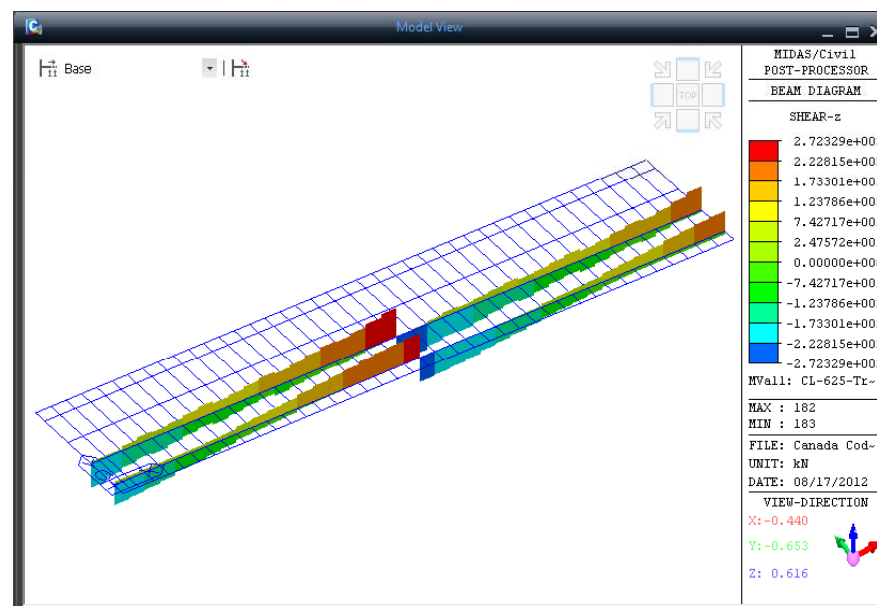 Model View
Base
TOP
MIDAS/Civil
POST-PROCESSOR
BEAM DIAGRAM
SHEAR-z
2.72329e+00
2.22815e+00
1.73301e+00
1.23786e+00
7.42717e+00
2.47572e+00
0.00000e+00
-7.42717e+00
-1.23786e+00
-1.73301e+00
-2.22815e+00
-2.72329e+00
MVall: CL-625-Tr~
MAX : 182
MIN : 183
FILE: Canada Cod~
UNIT: kN
DATE: 08/17/2012
VIEW-DIRECTION
X:-0.440
Y:-0.653
Z: 0.616